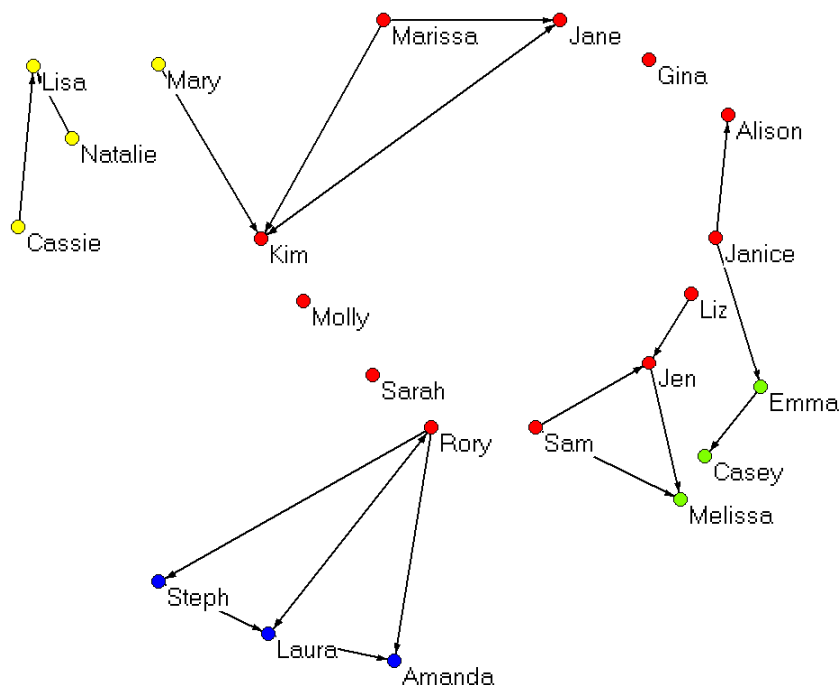 Marissa
Jane
Lisa
Mary
Gina
Alison
Natalie
Cassie
Kim
Janice
Molly
Liz
Jen
Sarah
Emma
Rory
Sam
Casey
Melissa
Steph
Laura
Amanda